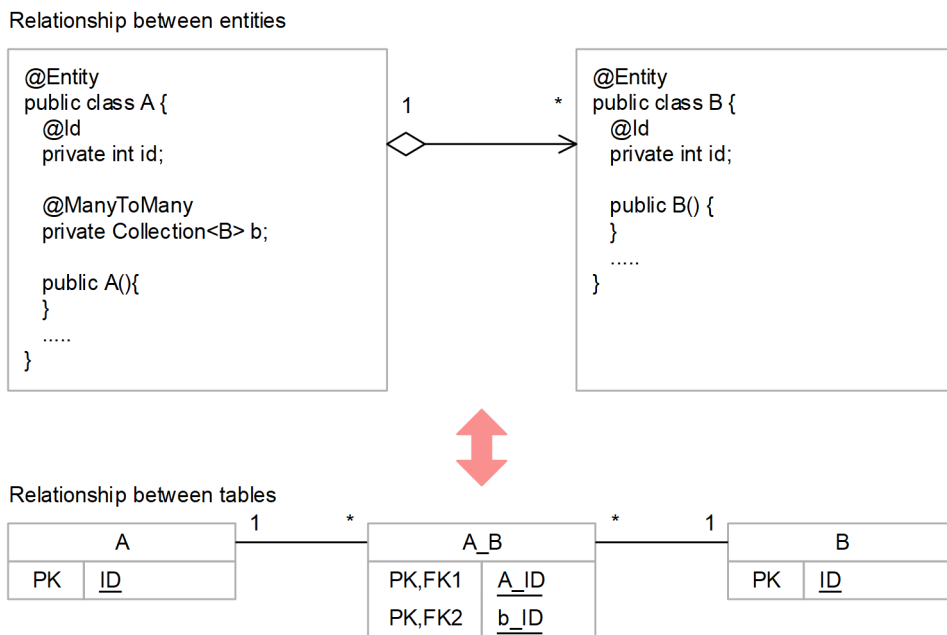 Relationship between entities
@Entity
public class A {
@Id
private int id;
@ManyToMany
private Collection<B> b;
public A(){
}
.....
}
1
*
@Entity
public class B {
@Id
private int id;
public B() {
}
.....
}
Relationship between tables
A
PK ID
1
*
A_B
PK,FK1 A_ID
PK,FK2 b_ID
*
1
B
PK ID